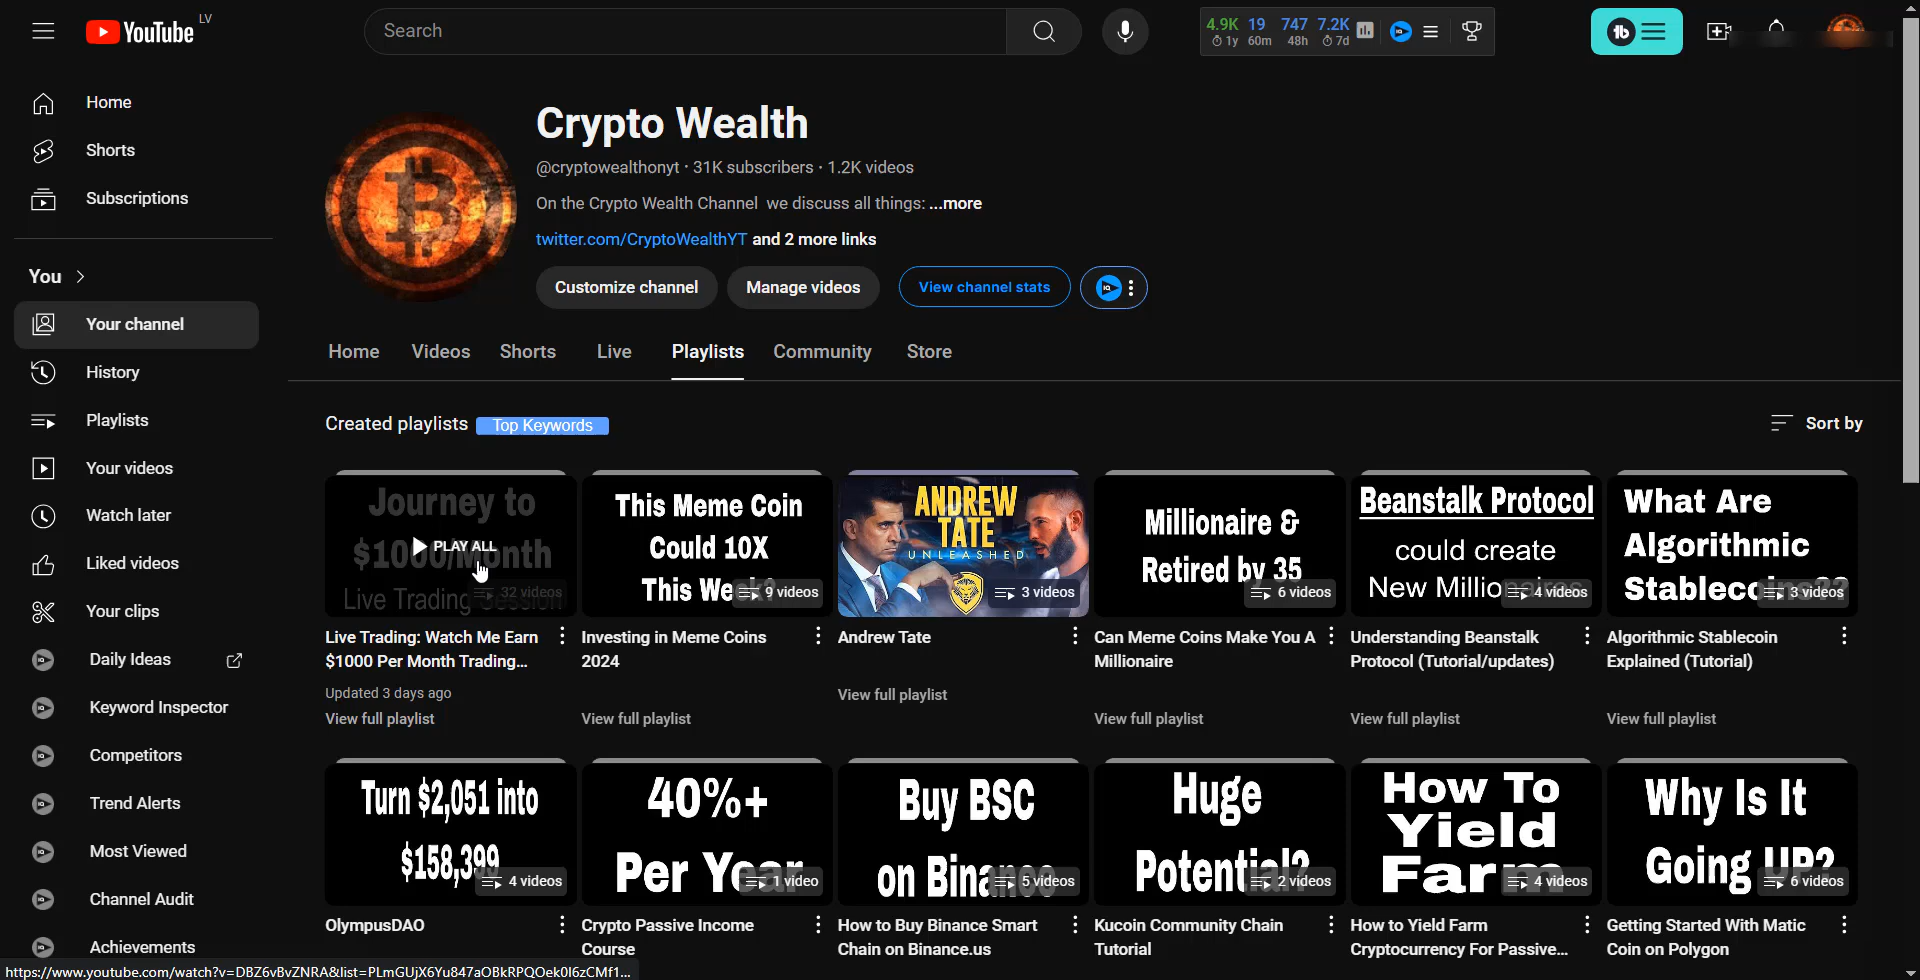 YouTube
LV
Search
4.9K 19 747 7.2K
1y 60m 48h 7d
Home
Shorts
Subscriptions
You
Your channel
History
Playlists
Your videos
Watch later
Liked videos
Your clips
Daily Ideas
Keyword Inspector
Competitors
Trend Alerts
Most Viewed
Channel Audit
Achievements
Crypto Wealth
@cryptowealthonyt · 31K subscribers · 1.2K videos
On the Crypto Wealth Channel we discuss all things: ...more
twitter.com/CryptoWealthYT and 2 more links
Customize channel
Manage videos
View channel stats
Home Videos Shorts Live Playlists Community Store
Created playlists Top Keywords
Sort by
Journey to
$1000/Month
Live Trading Session
PLAY ALL
32 videos
Live Trading: Watch Me Earn
$1000 Per Month Trading...
Updated 3 days ago
View full playlist
This Meme Coin
Could 10X
This Week?
9 videos
Investing in Meme Coins
2024
View full playlist
ANDREW
TATE
UNLEASHED
3 videos
Andrew Tate
View full playlist
Millionaire &
Retired by 35
6 videos
Can Meme Coins Make You A
Millionaire
View full playlist
Beanstalk Protocol
could create
New Millionaires
4 videos
Understanding Beanstalk
Protocol (Tutorial/updates)
View full playlist
What Are
Algorithmic
Stablecoins??
3 videos
Algorithmic Stablecoin
Explained (Tutorial)
View full playlist
Turn $2,051 into
$158,399
4 videos
OlympusDAO
40%+
Per Year
1 video
Crypto Passive Income
Course
Buy BSC
on Binance
5 videos
How to Buy Binance Smart
Chain on Binance.us
Huge
Potential?
2 videos
Kucoin Community Chain
Tutorial
How To
Yield
Farm
4 videos
How to Yield Farm
Cryptocurrency For Passive...
Why Is It
Going UP?
6 videos
Getting Started With Matic
Coin on Polygon
https://www.youtube.com/watch?v=DBZ6vBvZNRA&list=PLmGUjX6Yu847aOBkRPQOek0I6zCMf1...